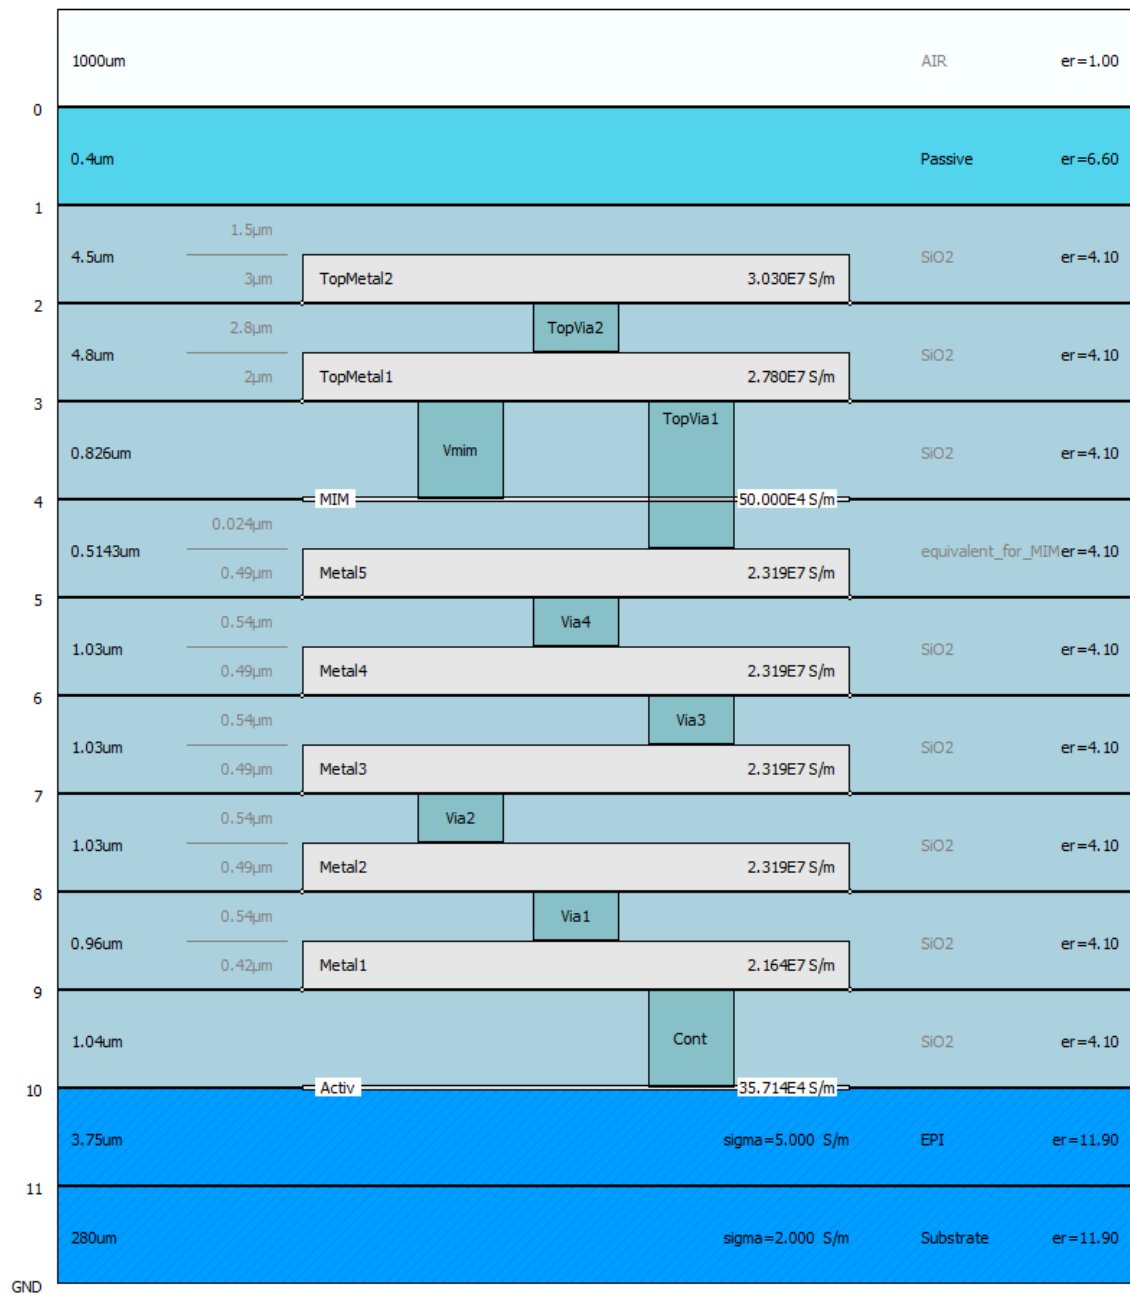 1000um AIR er=1.00
0
0.4um Passive er=6.60
1
1.5μm
4.5um SiO2 er=4.10
3μm TopMetal2 3.030E7 S/m
2
2.8μm TopVia2
4.8um SiO2 er=4.10
2μm TopMetal1 2.780E7 S/m
3
TopVia1
0.826um Vmim SiO2 er=4.10
4 MIM 50.000E4 S/m
0.024μm
0.5143um equivalent_for_MIM er=4.10
0.49μm Metal5 2.319E7 S/m
5
0.54μm Via4
1.03um SiO2 er=4.10
0.49μm Metal4 2.319E7 S/m
6
0.54μm Via3
1.03um SiO2 er=4.10
0.49μm Metal3 2.319E7 S/m
7
0.54μm Via2
1.03um SiO2 er=4.10
0.49μm Metal2 2.319E7 S/m
8
0.54μm Via1
0.96um SiO2 er=4.10
0.42μm Metal1 2.164E7 S/m
9
1.04um Cont SiO2 er=4.10
10 Activ 35.714E4 S/m
3.75um sigma=5.000 S/m EPI er=11.90
11
280um sigma=2.000 S/m Substrate er=11.90
GND